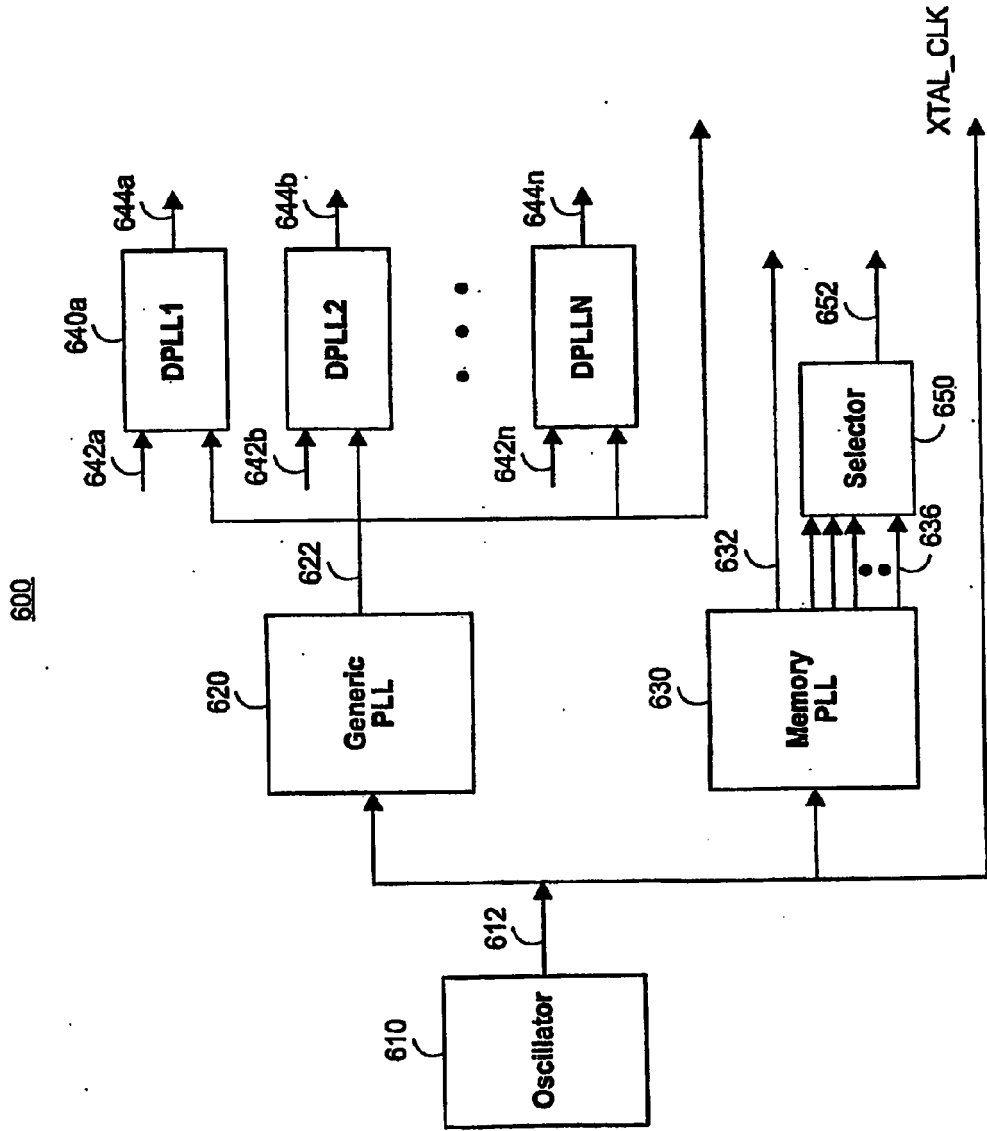 600
610
Oscillator
612
620
Generic
PLL
622
630
Memory
PLL
632
636
640a
DPLL1
642a
644a
DPLL2
642b
644b
DPLLN
642n
644n
Selector
650
652
XTAL_CLK